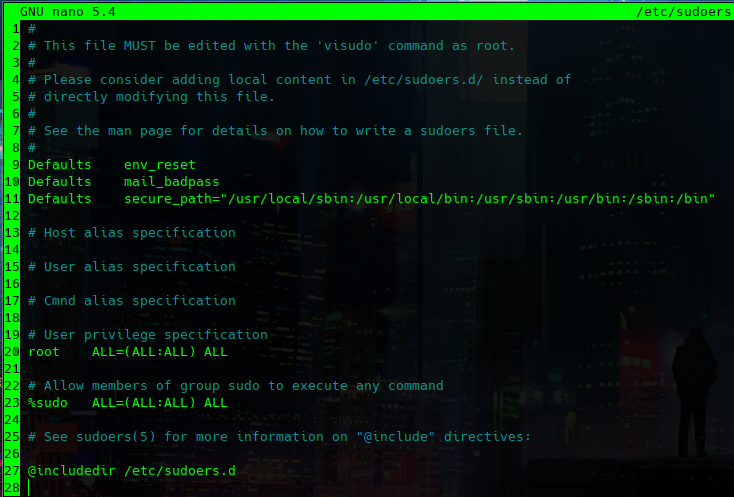 GNU nano 5.4 /etc/sudoers
1 #
2 # This file MUST be edited with the 'visudo' command as root.
3 #
4 # Please consider adding local content in /etc/sudoers.d/ instead of
5 # directly modifying this file.
6 #
7 # See the man page for details on how to write a sudoers file.
8 #
9 Defaults    env_reset
10 Defaults    mail_badpass
11 Defaults    secure_path="/usr/local/sbin:/usr/local/bin:/usr/sbin:/usr/bin:/sbin:/bin"
12
13 # Host alias specification
14
15 # User alias specification
16
17 # Cmnd alias specification
18
19 # User privilege specification
20 root    ALL=(ALL:ALL) ALL
21
22 # Allow members of group sudo to execute any command
23 %sudo   ALL=(ALL:ALL) ALL
24
25 # See sudoers(5) for more information on "@include" directives:
26
27 @includedir /etc/sudoers.d
28